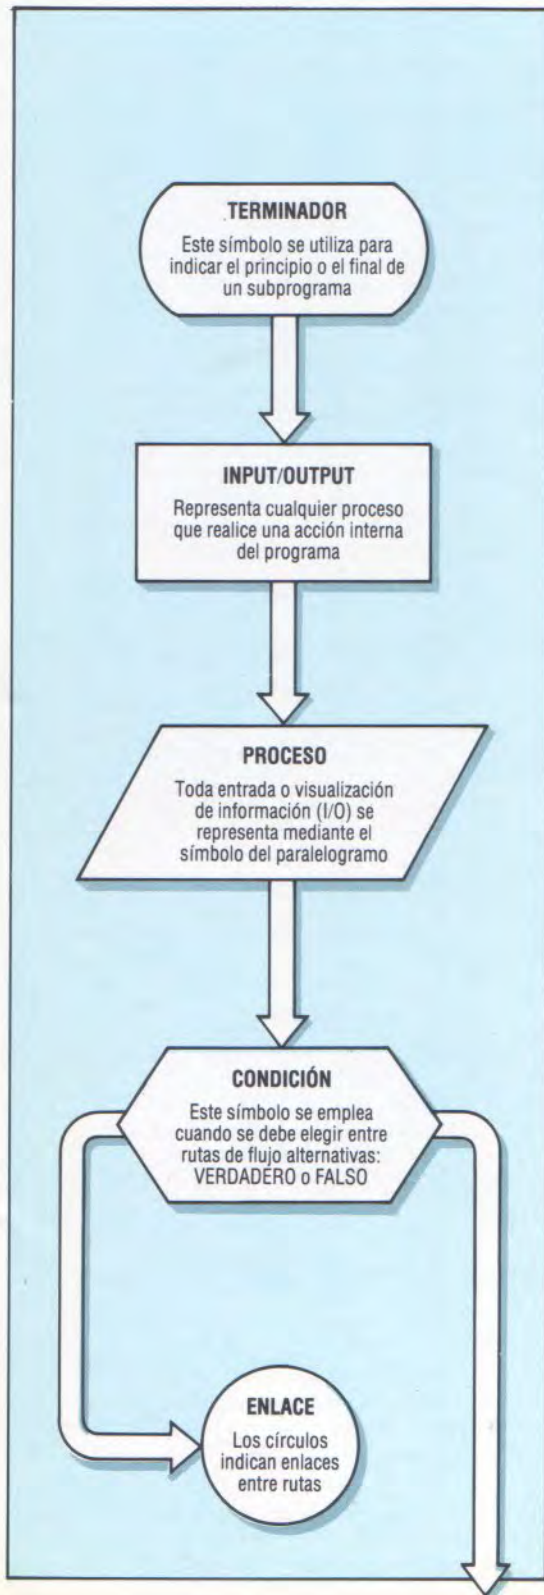 TERMINADOR
Este símbolo se utiliza para
indicar el principio o el final de
un subprograma
INPUT/OUTPUT
Representa cualquier proceso
que realice una acción interna
del programa
PROCESO
Toda entrada o visualización
de información (I/O) se
representa mediante el
símbolo del paralelogramo
CONDICIÓN
Este símbolo se emplea
cuando se debe elegir entre
rutas de flujo alternativas:
VERDADERO o FALSO
ENLACE
Los círculos
indican enlaces
entre rutas